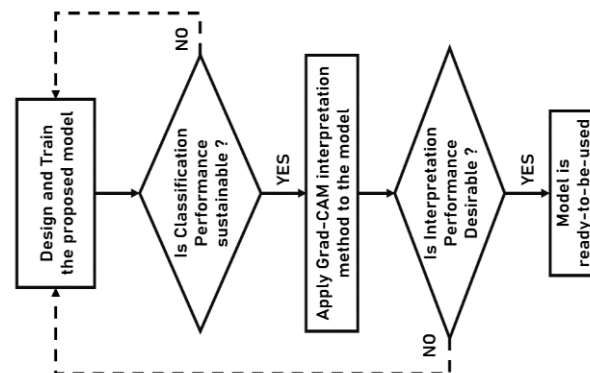 Design and Train
the proposed model
NO
Is Classification
Performance
sustainable ?
YES
Apply Grad-CAM interpretation
method to the model
Is Interpretation
Performance
Desirable ?
NO
YES
Model is
ready-to-be-used